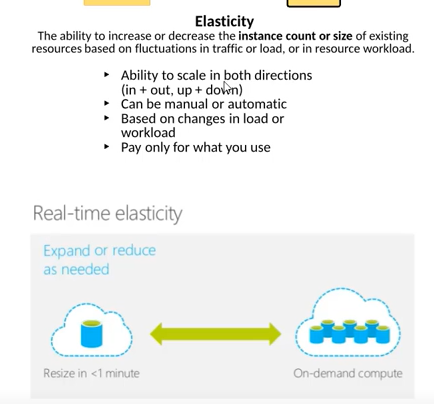 Elasticity
The ability to increase or decrease the instance count or size of existing
resources based on fluctuations in traffic or load, or in resource workload.
‣ Ability to scale in both directions
(in + out, up + down)
‣ Can be manual or automatic
‣ Based on changes in load or
workload
‣ Pay only for what you use
Real-time elasticity
Expand or reduce
as needed
Resize in <1 minute
On-demand compute